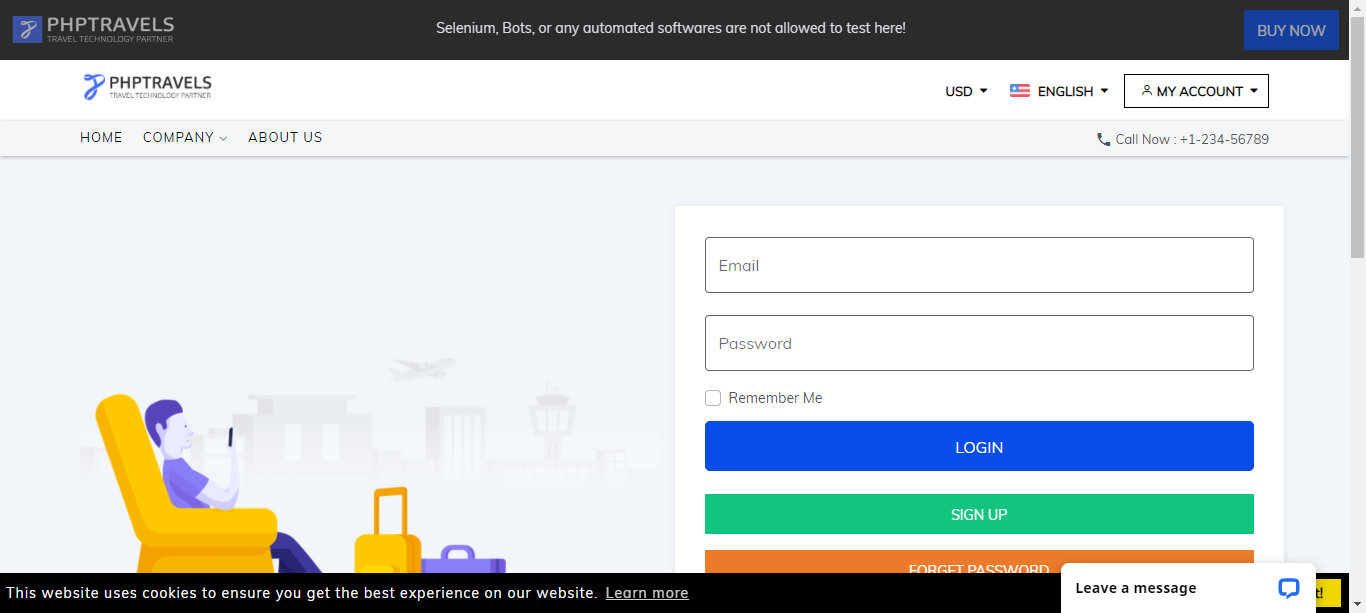 PHPTRAVELS
TRAVEL TECHNOLOGY PARTNER
Selenium, Bots, or any automated softwares are not allowed to test here!
BUY NOW
PHPTRAVELS
TRAVEL TECHNOLOGY PARTNER
USD
ENGLISH
MY ACCOUNT
HOME
COMPANY
ABOUT US
Call Now : +1-234-56789
Email
Password
Remember Me
LOGIN
SIGN UP
FORGET PASSWORD
This website uses cookies to ensure you get the best experience on our website. Learn more
Leave a message